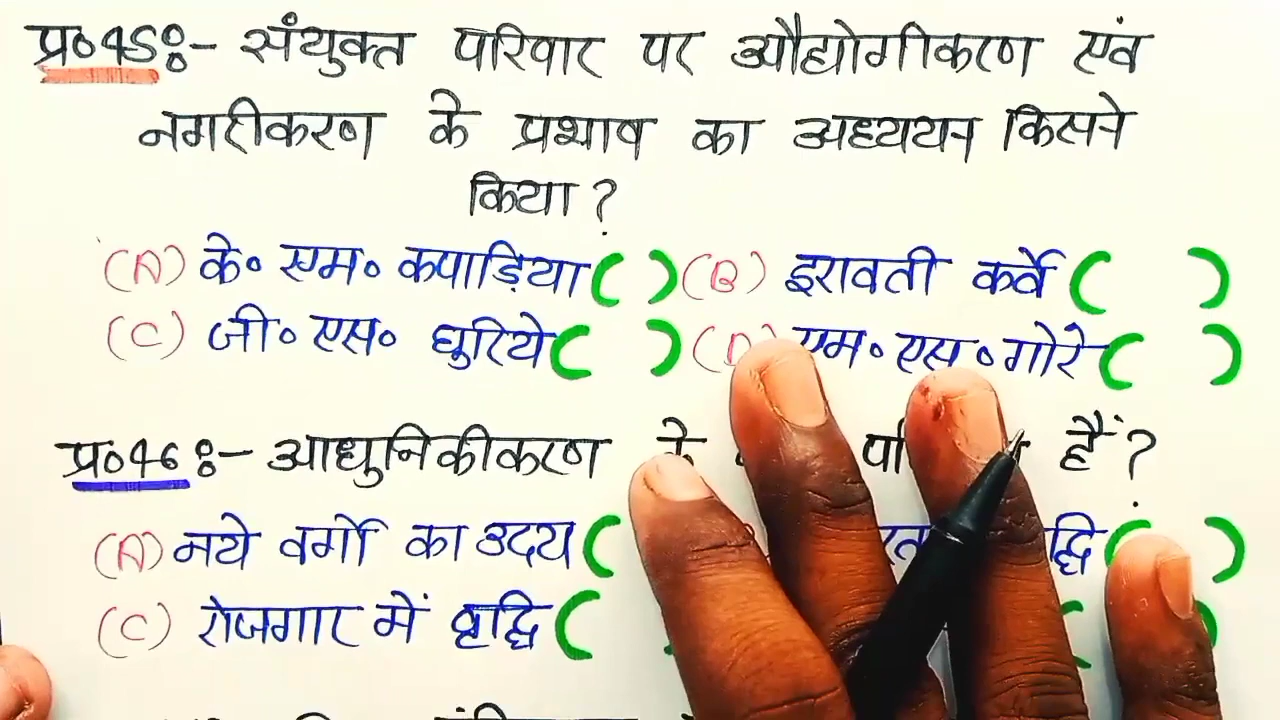 प्र०45:- संयुक्त परिवार पर औद्योगीकरण एवं
नगरीकरण के प्रभाव का अध्ययन किसने
किया?
(A) के० एम० कपाड़िया ( ) (B) इरावती कर्वे ( )
(C) जी० एस० घुरिये ( ) (D) एम० एस० गोरे ( )
प्र०46:- आधुनिकीकरण के हैं?
(A) नये वर्गो का उदय ( ( )
(C) रोजगार में वृद्धि (